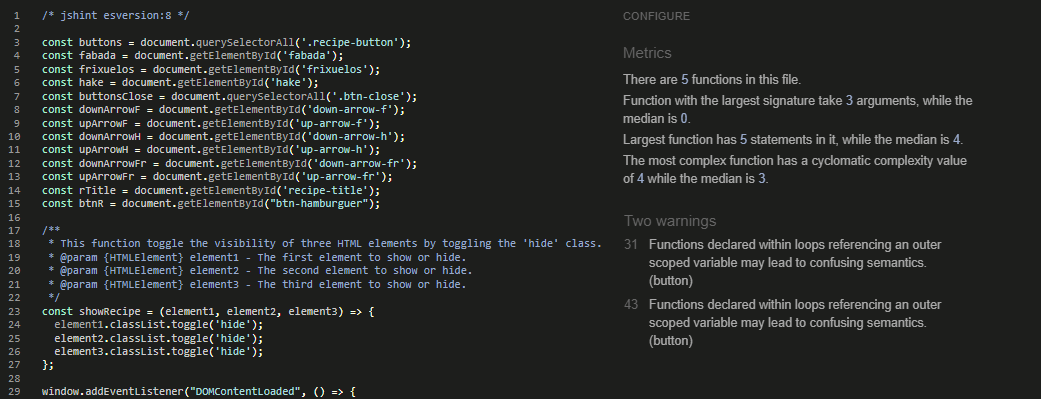 1 /* jshint esversion:8 */
2
3 const buttons = document.querySelectorAll('.recipe-button');
4 const fabada = document.getElementById('fabada');
5 const frixuelos = document.getElementById('frixuelos');
6 const hake = document.getElementById('hake');
7 const buttonsClose = document.querySelectorAll('.btn-close');
8 const downArrowF = document.getElementById('down-arrow-f');
9 const upArrowF = document.getElementById('up-arrow-f');
10 const downArrowH = document.getElementById('down-arrow-h');
11 const upArrowH = document.getElementById('up-arrow-h');
12 const downArrowFr = document.getElementById('down-arrow-fr');
13 const upArrowFr = document.getElementById('up-arrow-fr');
14 const rTitle = document.getElementById('recipe-title');
15 const btnR = document.getElementById("btn-hamburguer");
16
17 /**
18 * This function toggle the visibility of three HTML elements by toggling the 'hide' class.
19 * @param {HTMLElement} element1 - The first element to show or hide.
20 * @param {HTMLElement} element2 - The second element to show or hide.
21 * @param {HTMLElement} element3 - The third element to show or hide.
22 */
23 const showRecipe = (element1, element2, element3) => {
24 element1.classList.toggle('hide');
25 element2.classList.toggle('hide');
26 element3.classList.toggle('hide');
27 };
28
29 window.addEventListener("DOMContentLoaded", () => {
CONFIGURE
Metrics
There are 5 functions in this file.
Function with the largest signature take 3 arguments, while the
median is 0.
Largest function has 5 statements in it, while the median is 4.
The most complex function has a cyclomatic complexity value
of 4 while the median is 3.
Two warnings
31 Functions declared within loops referencing an outer
scoped variable may lead to confusing semantics.
(button)
43 Functions declared within loops referencing an outer
scoped variable may lead to confusing semantics.
(button)